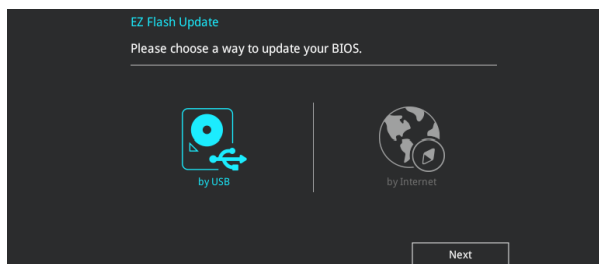 EZ Flash Update
Please choose a way to update your BIOS.
by USB
by Internet
Next